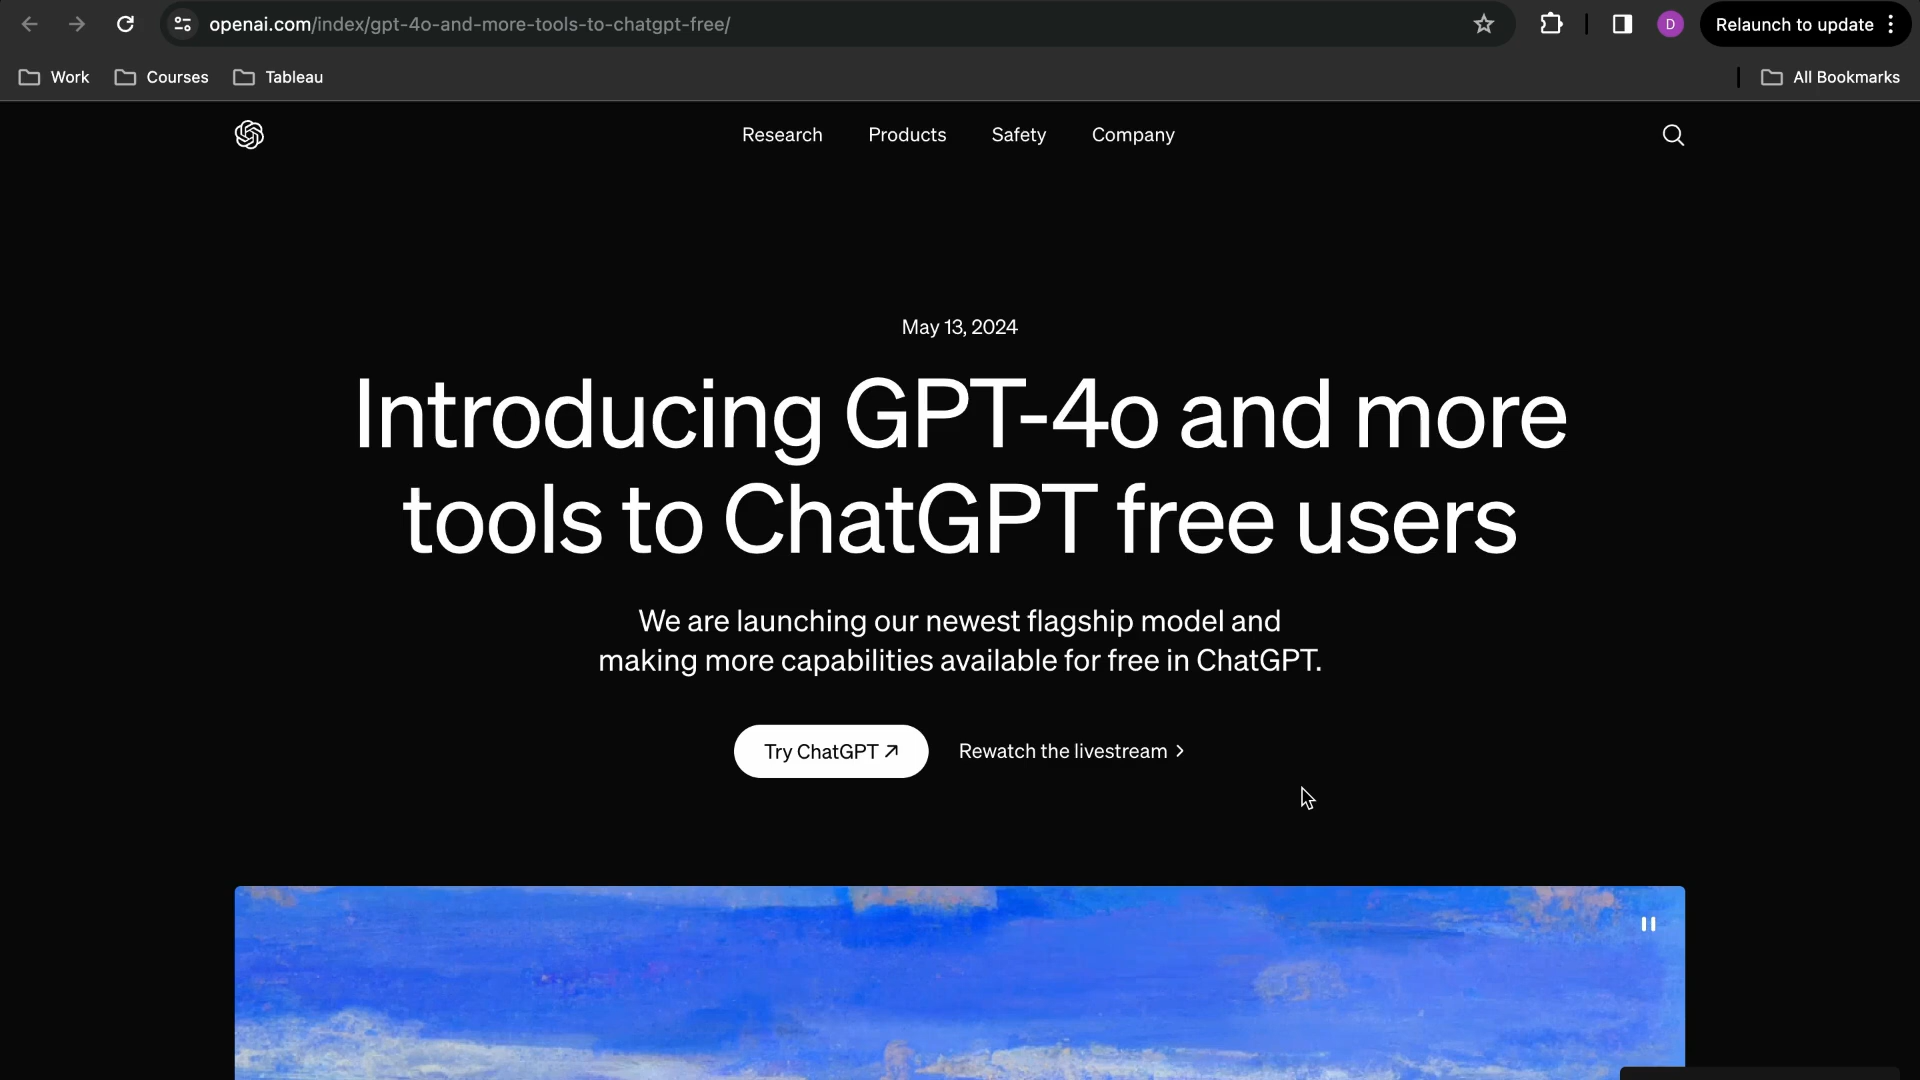 openai.com/index/gpt-4o-and-more-tools-to-chatgpt-free/
D
Relaunch to update
Work
Courses
Tableau
All Bookmarks
Research
Products
Safety
Company
May 13, 2024
Introducing GPT-4o and more
tools to ChatGPT free users
We are launching our newest flagship model and
making more capabilities available for free in ChatGPT.
Try ChatGPT ↗
Rewatch the livestream >